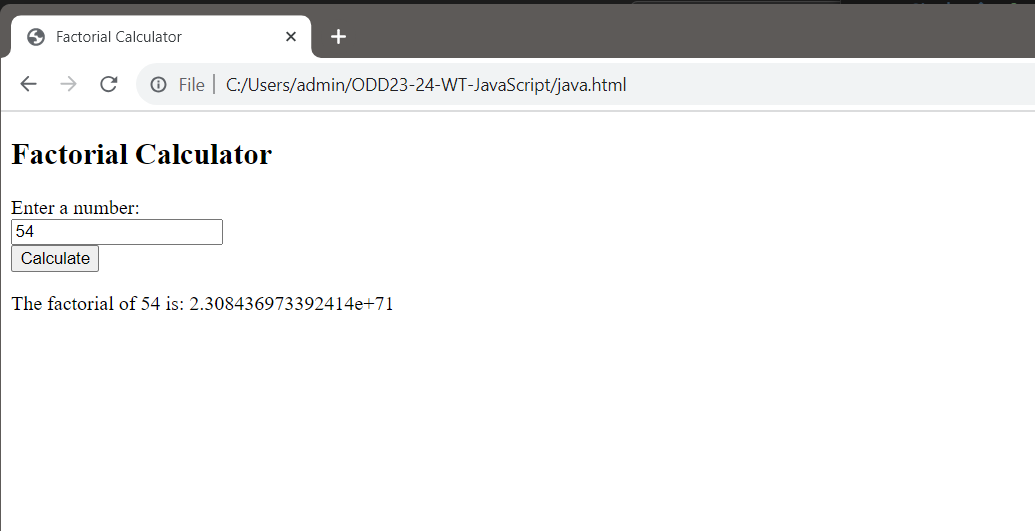 Factorial Calculator
File C:/Users/admin/ODD23-24-WT-JavaScript/java.html
Factorial Calculator
Enter a number:
54
Calculate
The factorial of 54 is: 2.308436973392414e+71